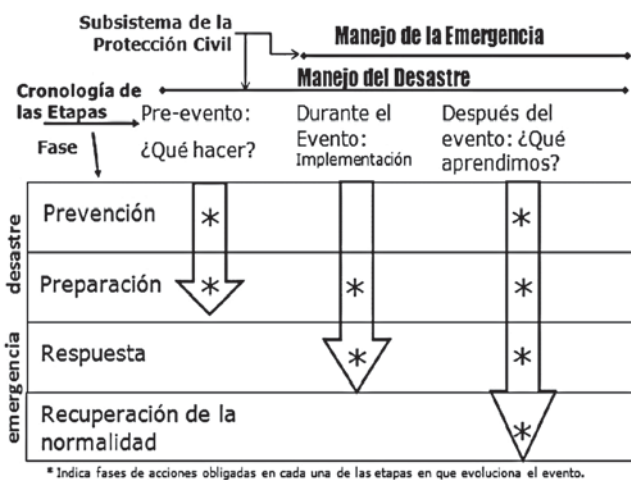 Subsistema de la
Protección Civil
Manejo de la Emergencia
Manejo del Desastre
Cronología de
las Etapas
Pre-evento:
¿Qué hacer?
Durante el
Evento:
Implementación
Después del
evento: ¿Qué
aprendimos?
Fase
desastre
Prevención
*
*
Preparación
*
*
*
emergencia
Respuesta
*
*
Recuperación de la
normalidad
*
* Indica fases de acciones obligadas en cada una de las etapas en que evoluciona el evento.